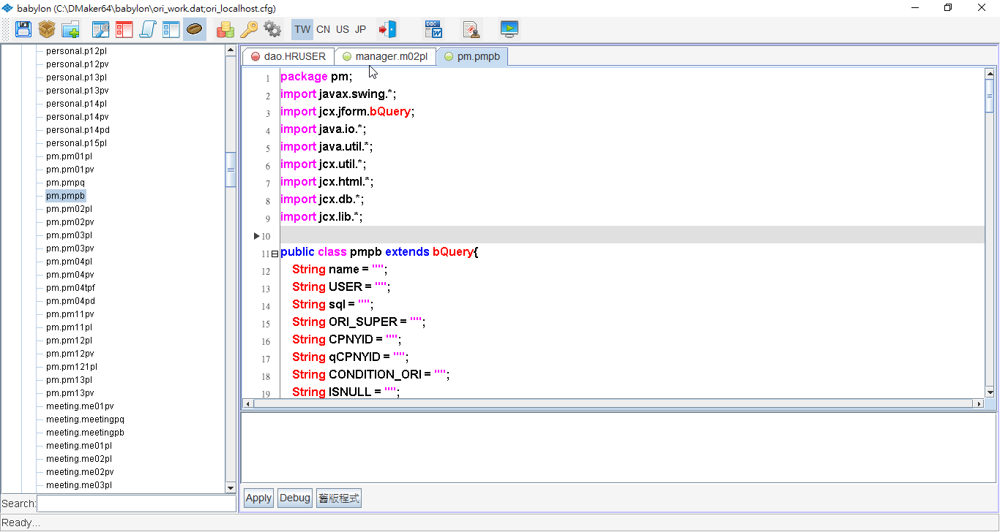 babylon (C:\DMaker64\babylon\ori_work.dat;ori_localhost.cfg)
TW CN US JP
DOC
W
personal.p12pl
personal.p12pv
personal.p13pl
personal.p13pv
personal.p14pl
personal.p14pv
personal.p14pd
personal.p15pl
pm.pm01pl
pm.pm01pv
pm.pmpq
pm.pmpb
pm.pm02pl
pm.pm02pv
pm.pm03pl
pm.pm03pv
pm.pm04pl
pm.pm04pv
pm.pm04tpf
pm.pm04pd
pm.pm11pv
pm.pm11pl
pm.pm12pl
pm.pm12pv
pm.pm121pl
pm.pm13pl
pm.pm13pv
meeting.me01pv
meeting.meetingpq
meeting.meetingpb
meeting.me01pl
meeting.me02pl
meeting.me02pv
meeting.me03pl
Search:
dao.HRUSER manager.m02pl pm.pmpb
1 package pm;
2 import javax.swing.*;
3 import jcx.jform.bQuery;
4 import java.io.*;
5 import java.util.*;
6 import jcx.util.*;
7 import jcx.html.*;
8 import jcx.db.*;
9 import jcx.lib.*;
10
11 public class pmpb extends bQuery{
12 String name = "";
13 String USER = "";
14 String sql = "";
15 String ORI_SUPER = "";
16 String CPNYID = "";
17 String qCPNYID = "";
18 String CONDITION_ORI = "";
19 String ISNULL = "";
Apply Debug 舊版程式
Ready...